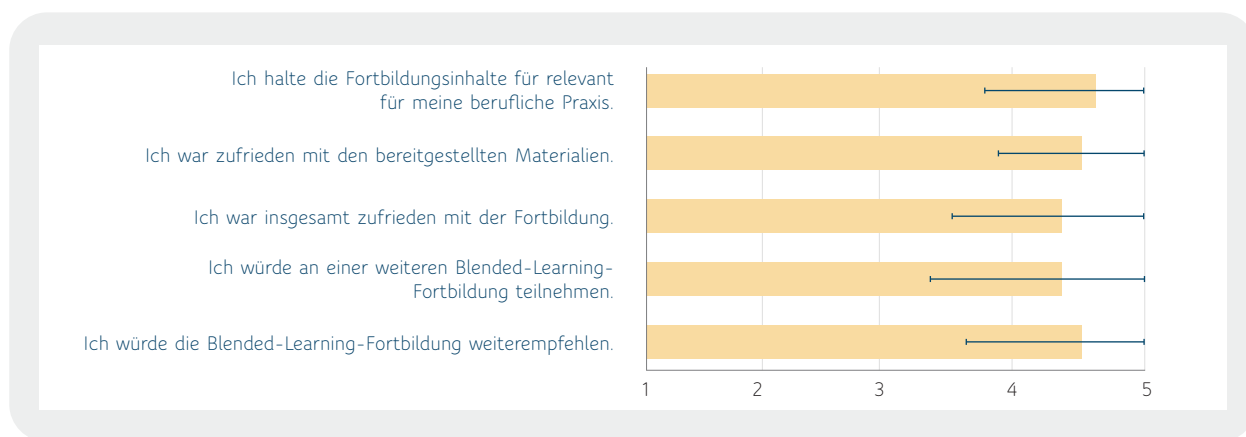 Ich halte die Fortbildungsinhalte für relevant
für meine berufliche Praxis.
Ich war zufrieden mit den bereitgestellten Materialien.
Ich war insgesamt zufrieden mit der Fortbildung.
Ich würde an einer weiteren Blended-Learning-
Fortbildung teilnehmen.
Ich würde die Blended-Learning-Fortbildung weiterempfehlen.
1 2 3 4 5